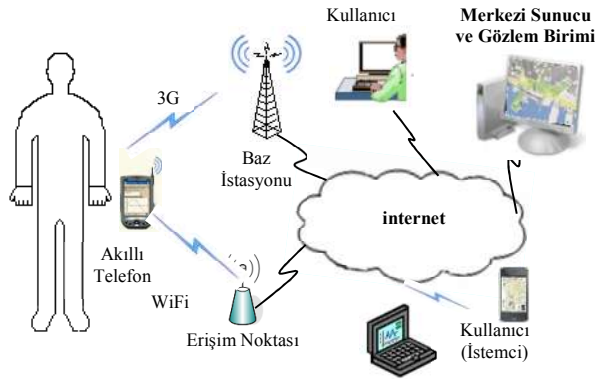 Kullanıcı
Merkezi Sunucu
ve Gözlem Birimi
3G
Baz
İstasyonu
internet
Akıllı
Telefon
WiFi
Erişim Noktası
Kullanıcı
(İstemci)